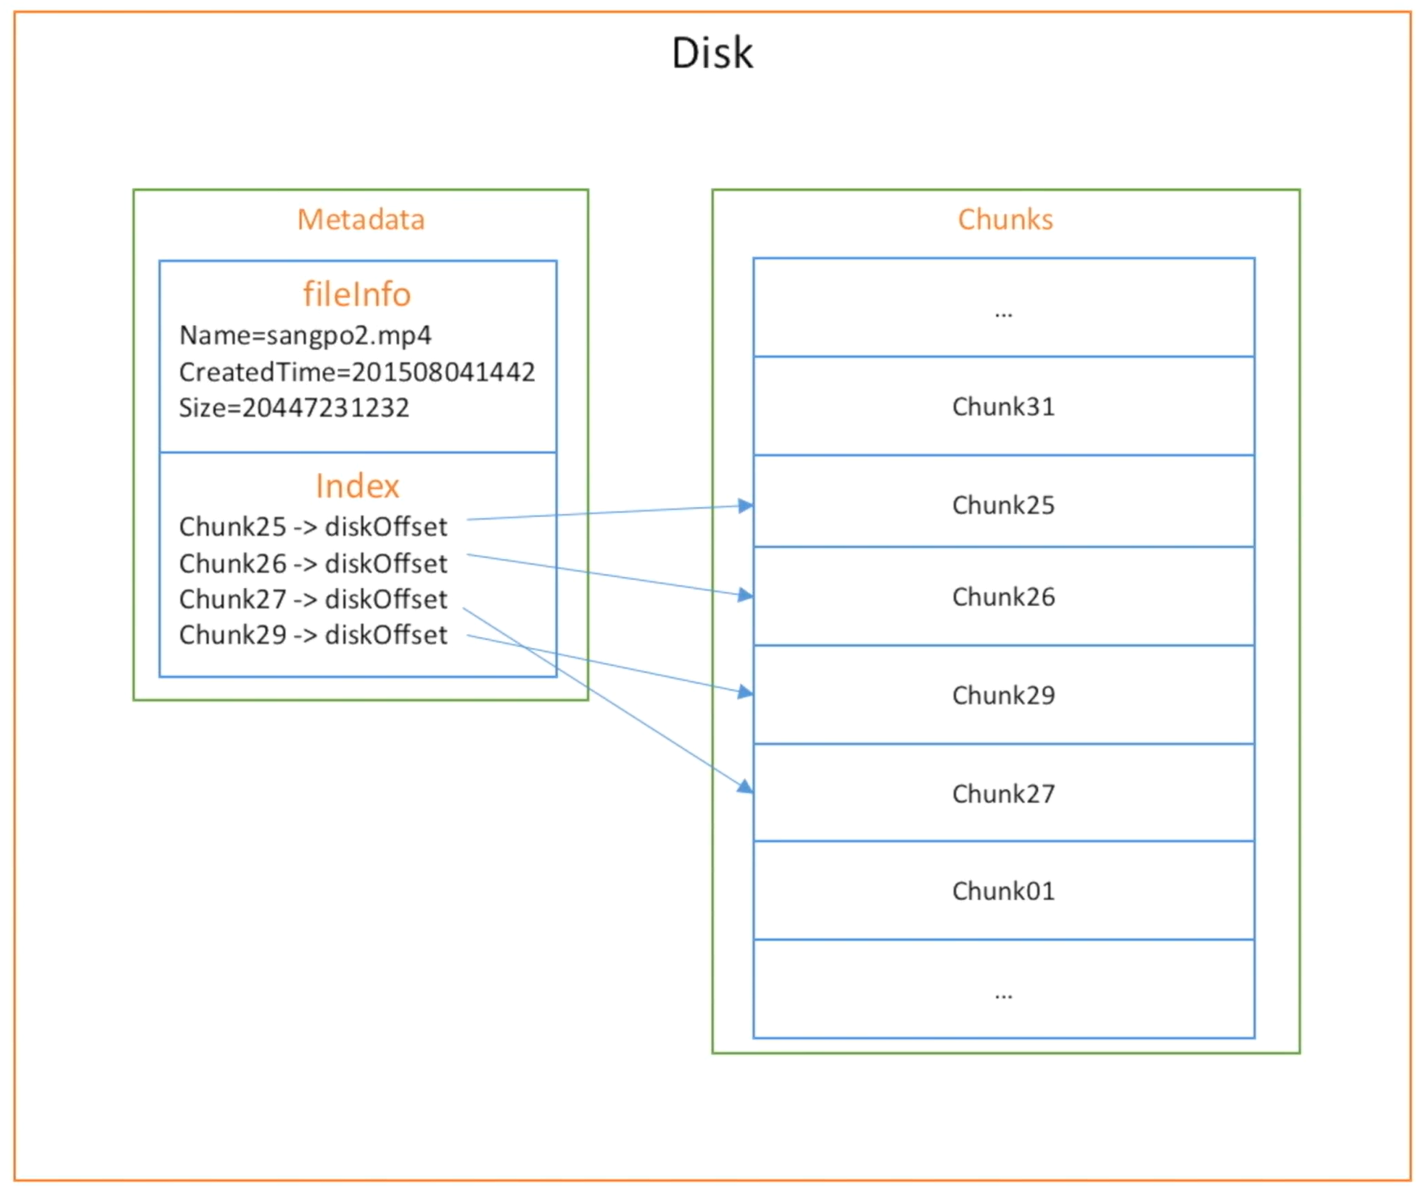 Disk
Metadata
fileInfo
Name=sangpo2.mp4
CreatedTime=201508041442
Size=20447231232
Index
Chunk25 -> diskOffset
Chunk26 -> diskOffset
Chunk27 -> diskOffset
Chunk29 -> diskOffset
Chunks
...
Chunk31
Chunk25
Chunk26
Chunk29
Chunk27
Chunk01
...